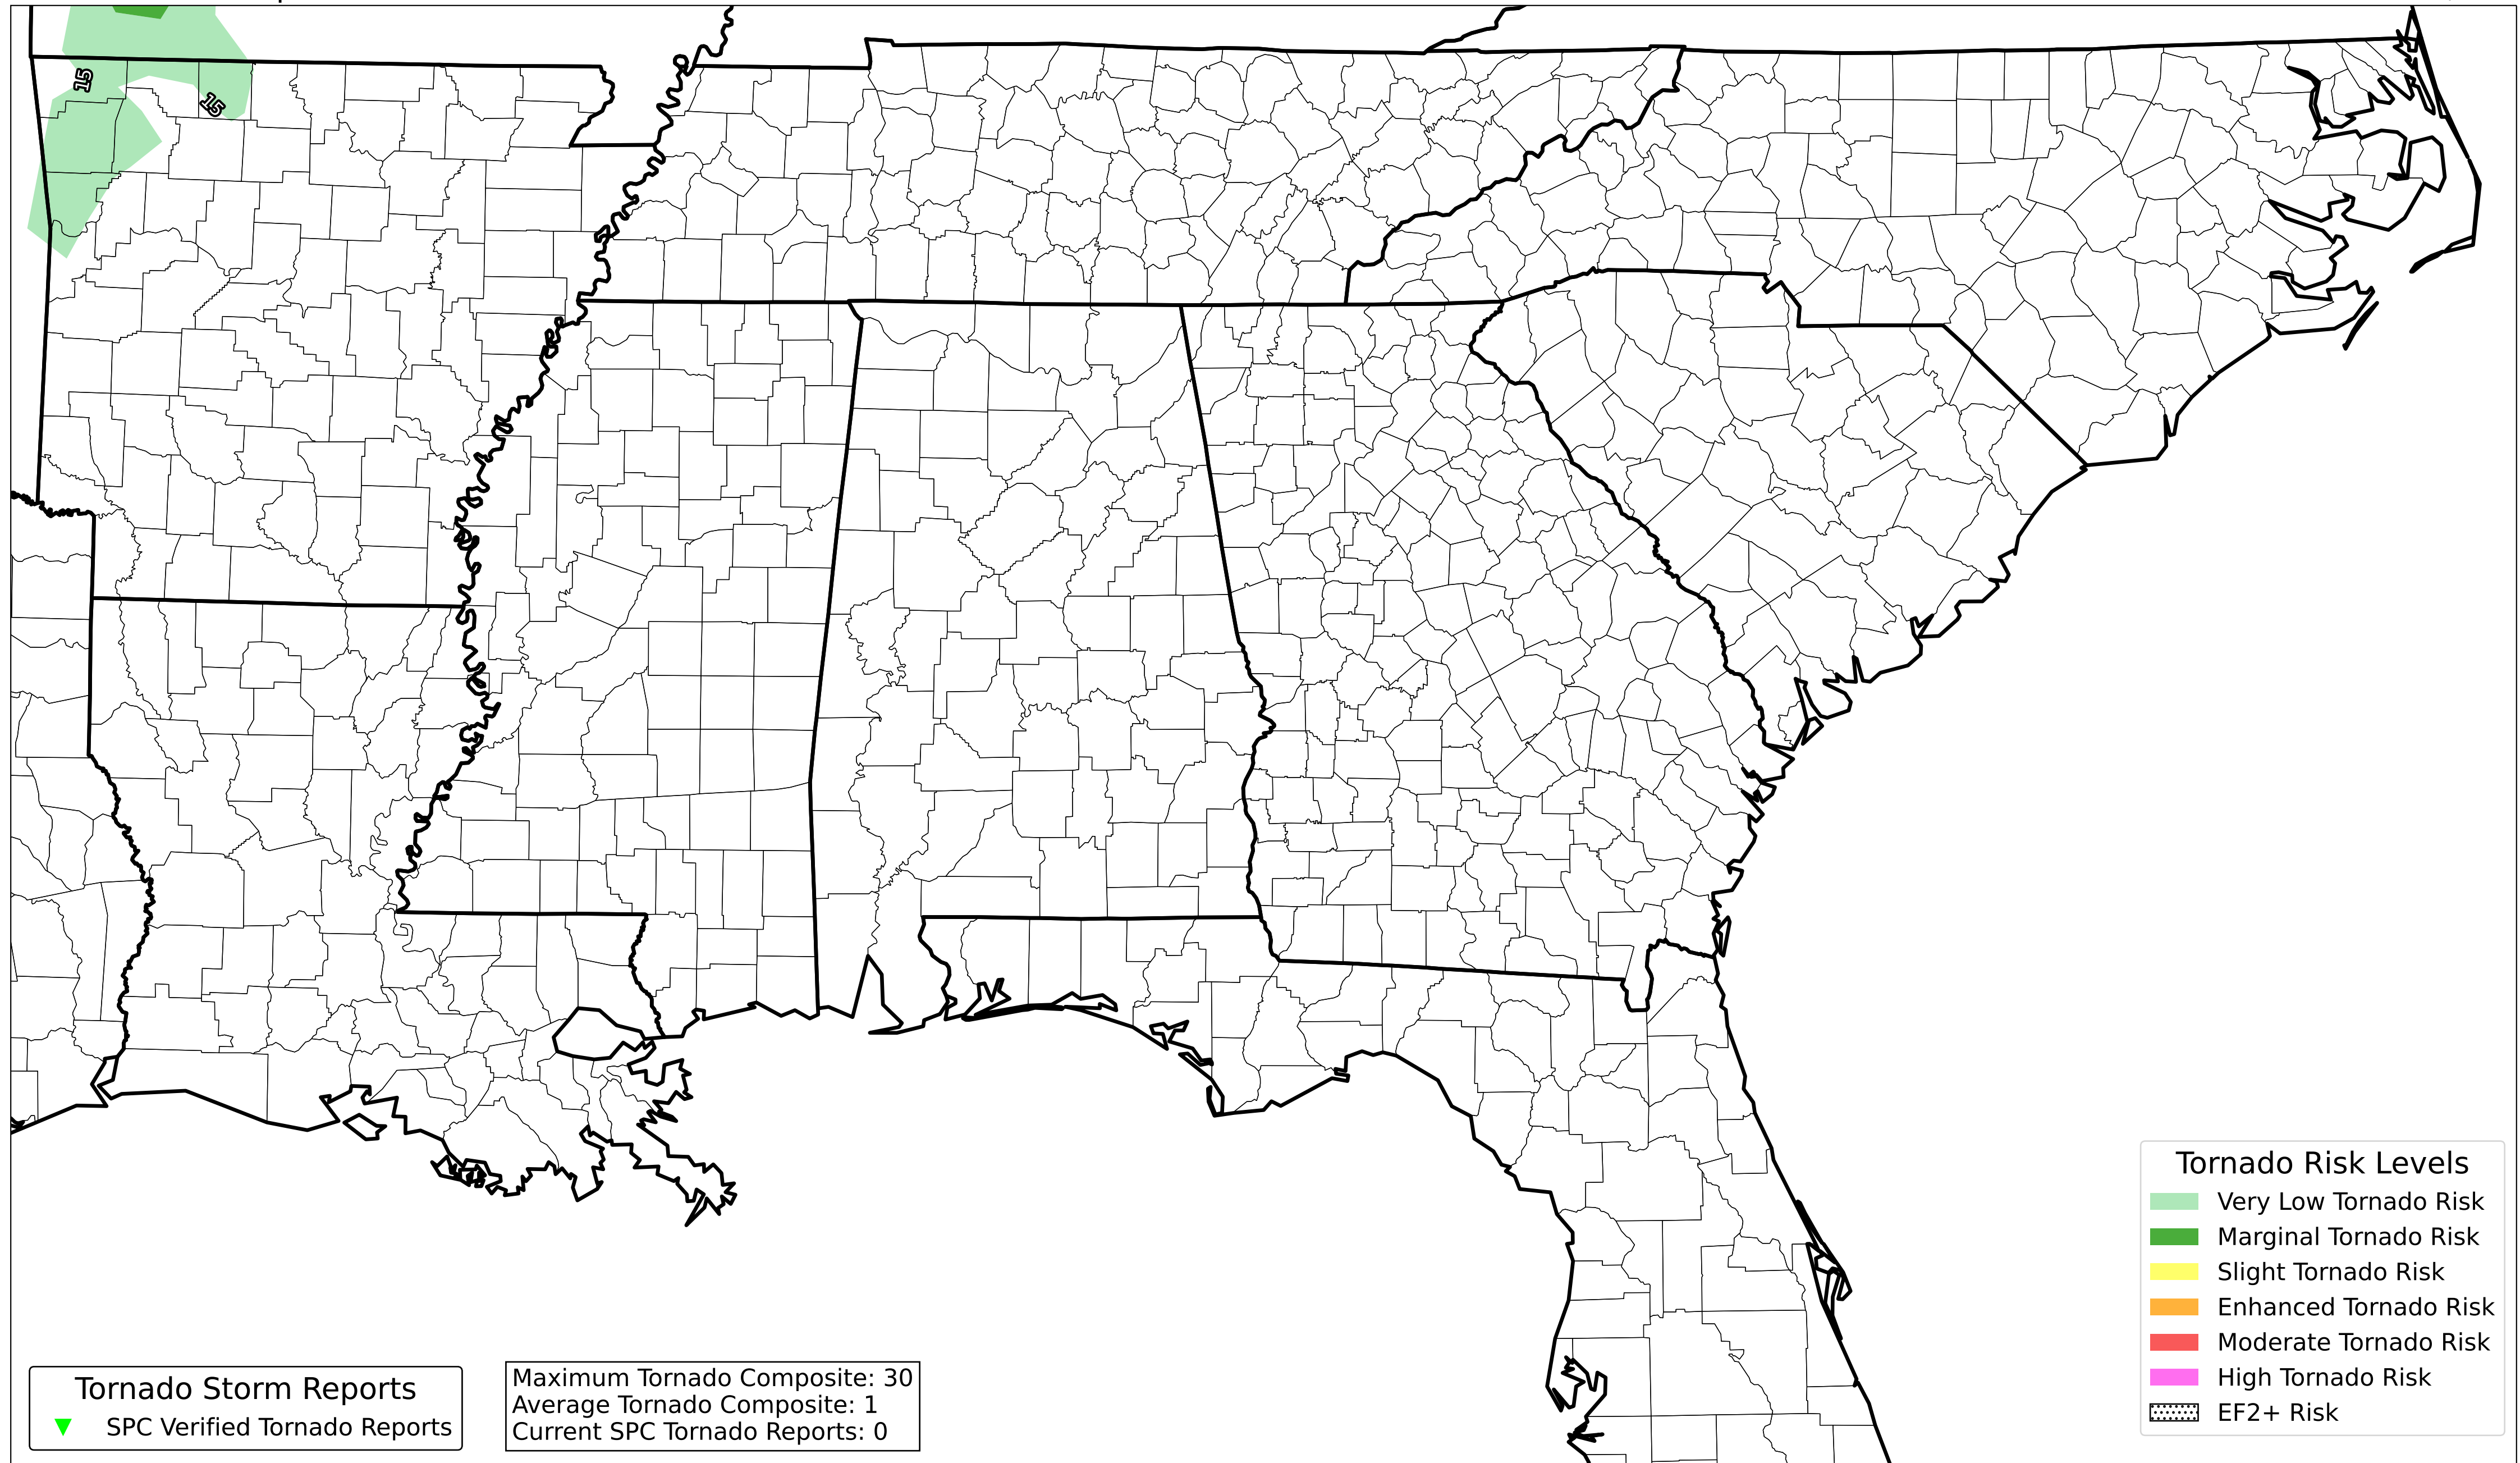 15
15
Tornado Risk Levels
Very Low Tornado Risk
Marginal Tornado Risk
Slight Tornado Risk
Enhanced Tornado Risk
Moderate Tornado Risk
High Tornado Risk
EF2+ Risk
Tornado Storm Reports
SPC Verified Tornado Reports
Maximum Tornado Composite: 30
Average Tornado Composite: 1
Current SPC Tornado Reports: 0